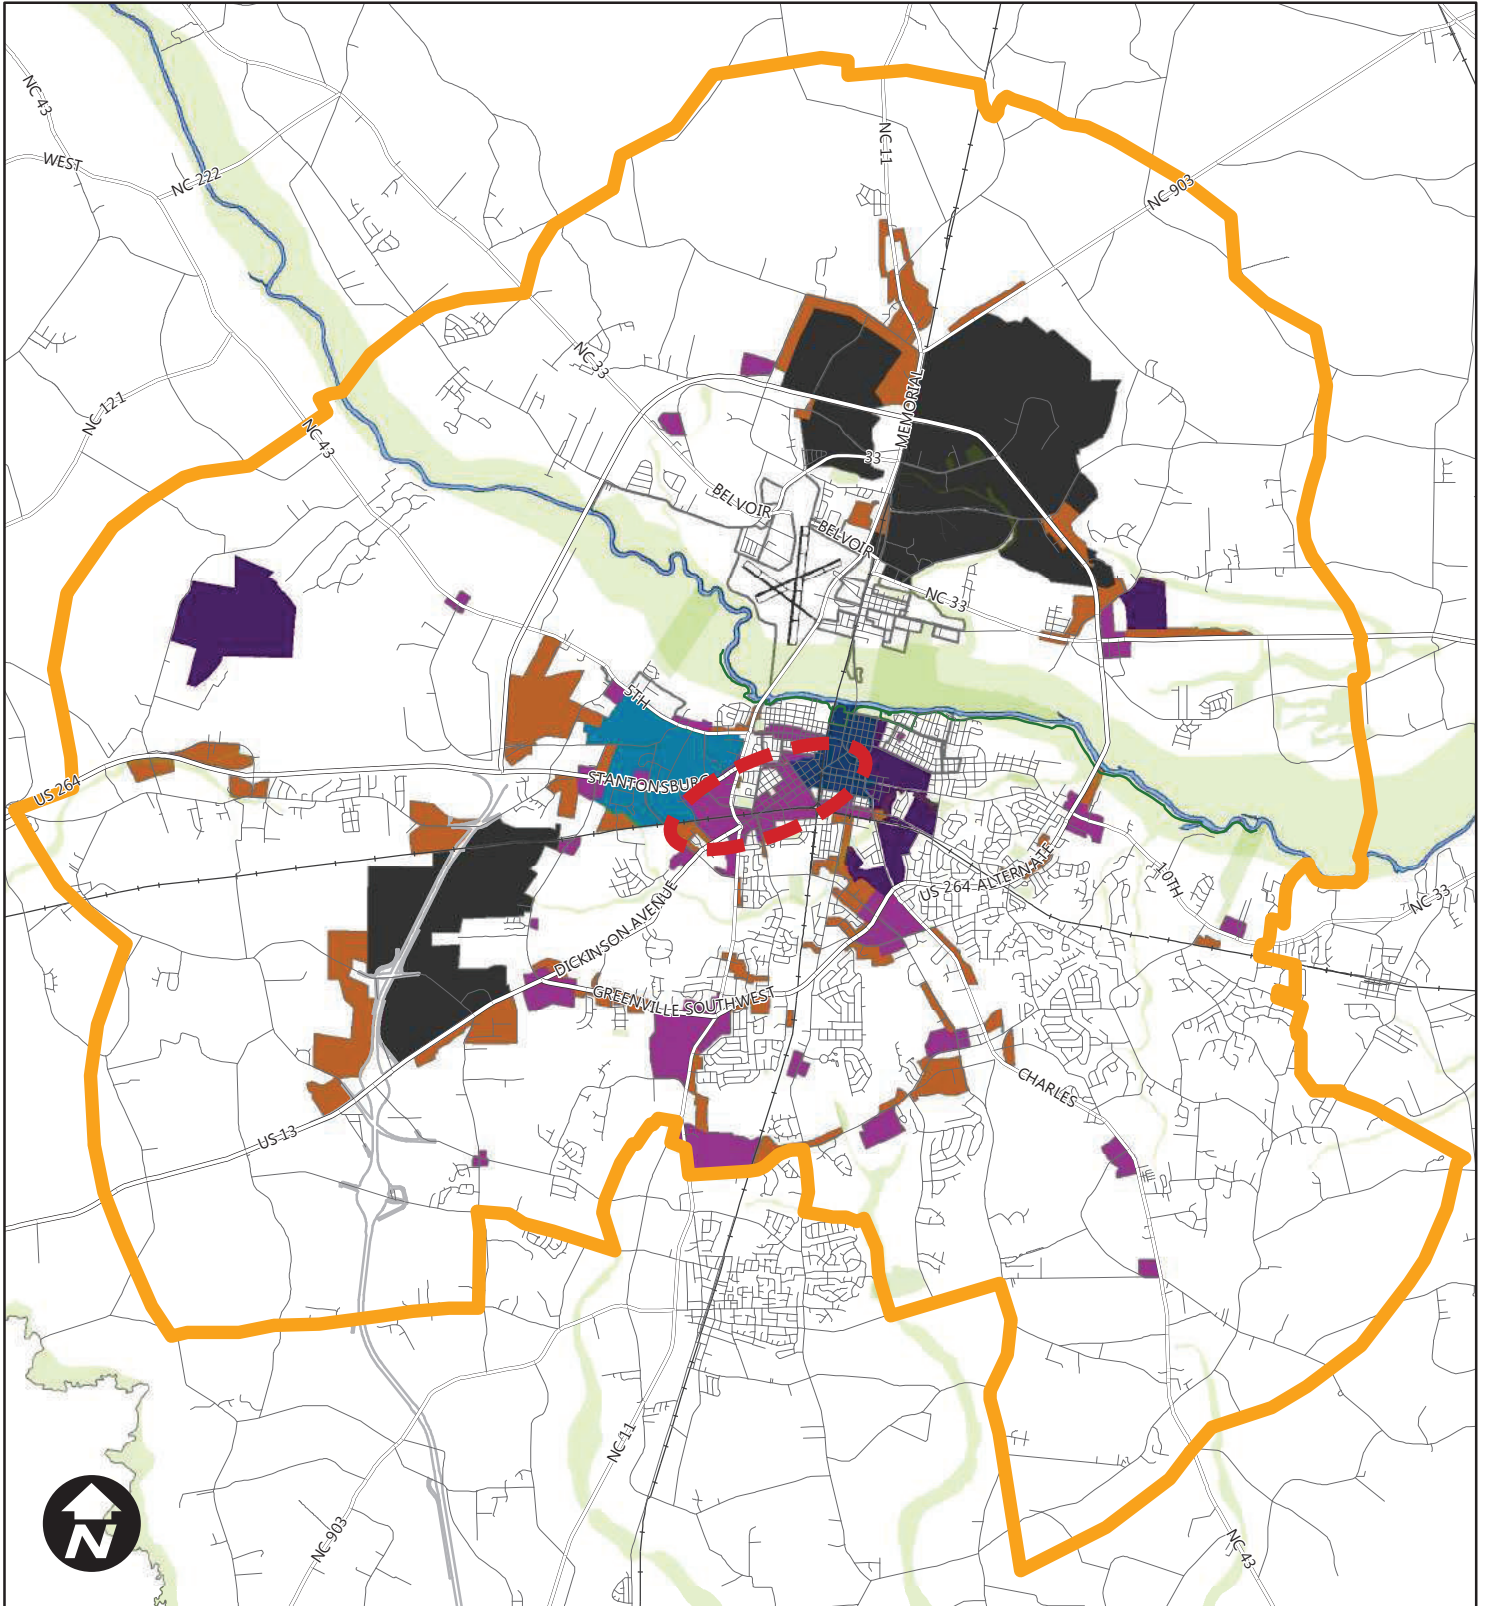 NC 43
WEST
NC 222
NC 11
NC 903
NC 33
NC 121
NC 43
MEMORIAL
33
BELVOIR
BELVOIR
NC 33
5TH
STANTONSBURG
US 264
US 264 ALTERNATE
10TH
NC 33
DICKINSON AVENUE
GREENVILLE SOUTHWEST
CHARLES
US 13
NC 11
NC 903
NC 43
N